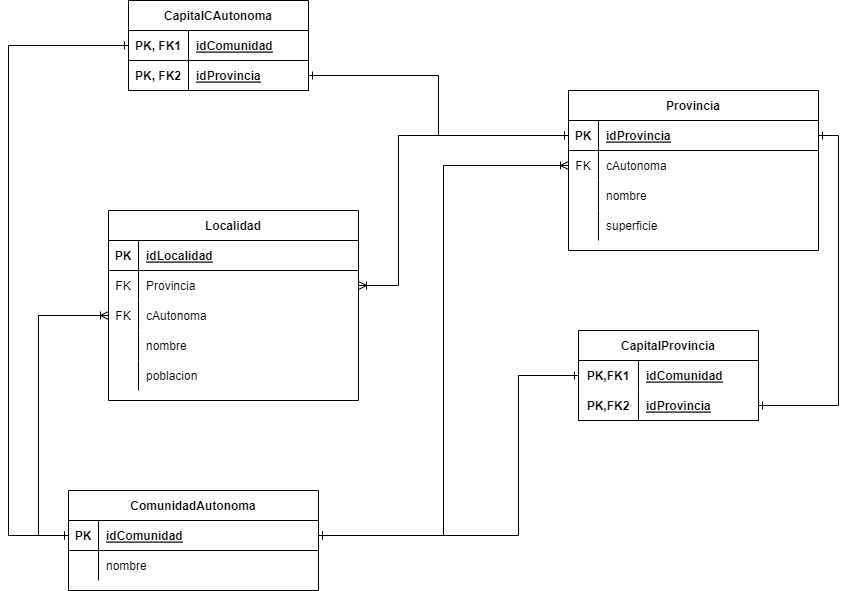 CapitalCAutonoma
PK, FK1 idComunidad
PK, FK2 idProvincia
Provincia
PK idProvincia
FK cAutonoma
nombre
superficie
Localidad
PK idLocalidad
FK Provincia
FK cAutonoma
nombre
poblacion
CapitalProvincia
PK,FK1 idComunidad
PK,FK2 idProvincia
ComunidadAutonoma
PK idComunidad
nombre